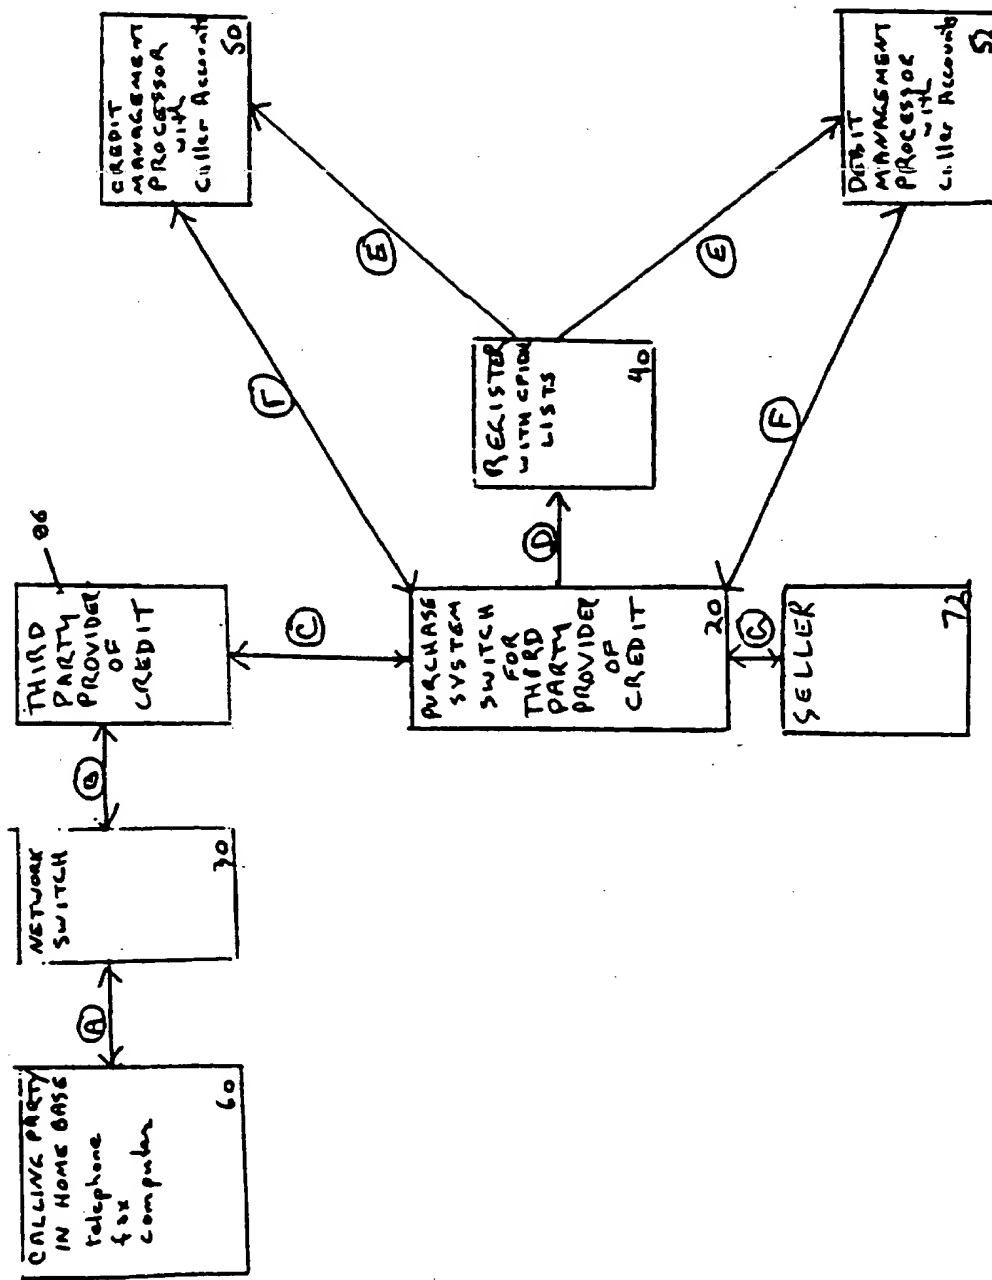 CALLING PARTY
IN HOME BASE
telephone
fax
computer
60
A
NETWORK
SWITCH
30
B
THIRD
PARTY
PROVIDER
OF
CREDIT
C
PURCHASE
SYSTEM
SWITCH
FOR
THIRD
PARTY
PROVIDER
OF
CREDIT
20
G
SELLER
72
D
REGISTER
WITH CPIDN
LISTS
40
E
E
F
F
CREDIT
MANAGEMENT
PROCESSOR
with
Caller Accounts
50
DEBIT
MANAGEMENT
PROCESSOR
with
Caller Accounts
52